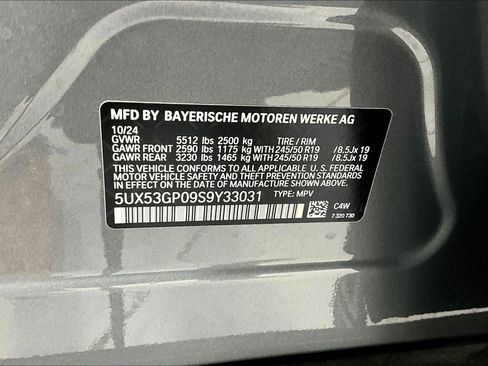 MFD BY BAYERISCHE MOTOREN WERKE AG
10/24
GVWR 5512 lbs 2500 kg TIRE / RIM
GAWR FRONT 2590 lbs 1175 kg WITH 245/50 R19 /8.5Jx 19
GAWR REAR 3230 lbs 1465 kg WITH 245/50 R19 /8.5Jx 19
THIS VEHICLE CONFORMS TO ALL APPLICABLE U. S. FEDERAL
MOTOR VEHICLE SAFETY, BUMPER, AND THEFT PREVENTION
STANDARDS IN EFFECT ON THE DATE OF MANUFACTURE SHOWN ABOVE.
5UX53GP09S9Y33031 TYPE: MPV
C4W
7 320 730